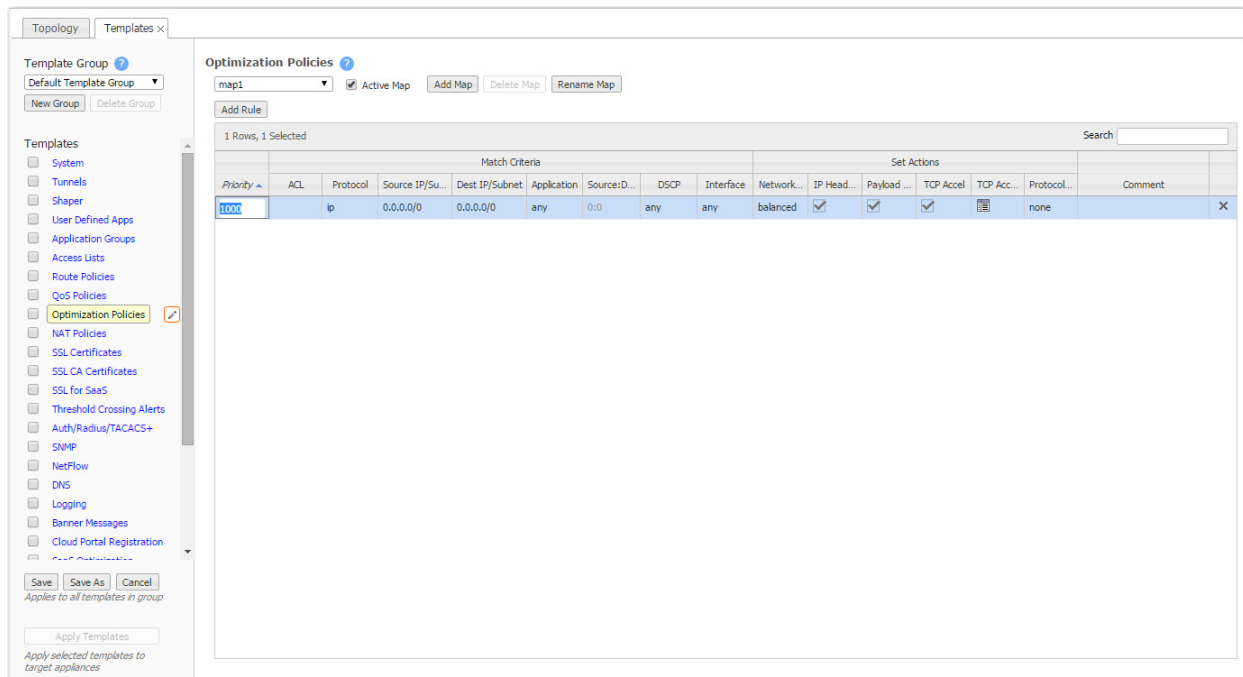 Topology Templates ×
Template Group ?
Default Template Group
New Group Delete Group
Templates
System
Tunnels
Shaper
User Defined Apps
Application Groups
Access Lists
Route Policies
QoS Policies
Optimization Policies
NAT Policies
SSL Certificates
SSL CA Certificates
SSL for SaaS
Threshold Crossing Alerts
Auth/Radius/TACACS+
SNMP
NetFlow
DNS
Logging
Banner Messages
Cloud Portal Registration
SaaS Optimization
Save Save As Cancel
Applies to all templates in group
Apply Templates
Apply selected templates to
target appliances
Optimization Policies ?
map1 Active Map Add Map Delete Map Rename Map
Add Rule
1 Rows, 1 Selected Search
Match Criteria Set Actions
Priority ACL Protocol Source IP/Su... Dest IP/Subnet Application Source:D... DSCP Interface Network... IP Head... Payload ... TCP Accel TCP Acc... Protocol... Comment
1000 ip 0.0.0.0/0 0.0.0.0/0 any 0:0 any any balanced none ×